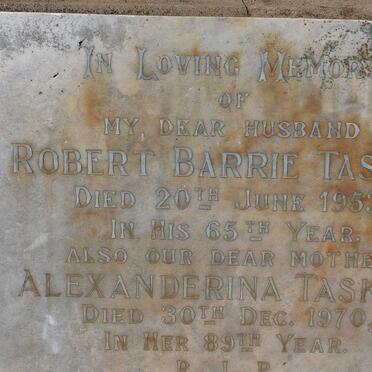 IN LOVING MEMOR
OF
MY DEAR HUSBAND
ROBERT BARRIE TAS
DIED 20TH JUNE 195
IN HIS 65TH YEAR.
ALSO OUR DEAR MOTHE
ALEXANDERINA TASK
DIED 30TH DEC. 1970
IN HER 89TH YEAR.
R.I.P.